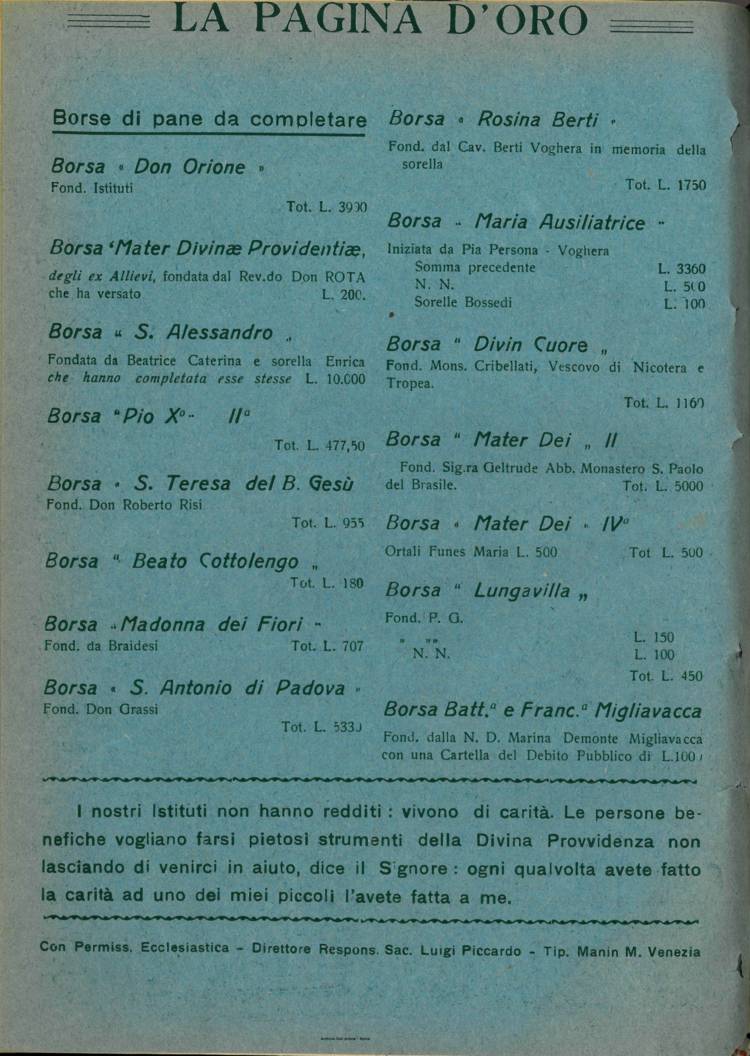 LA PAGINA D'ORO
Borse di pane da completare
Borsa « Don Orione »
Fond. Istituti
Tot. L. 3900
Borsa ‘Mater Divinæ Providentiæ,
degli ex Allievi, fondata dal Rev.do Don ROTA
che ha versato L. 200.
Borsa “ S. Alessandro „
Fondata da Beatrice Caterina e sorella Enrica
che hanno completata esse stesse L. 10.000
Borsa “Pio Xº” IIª
Tot. L. 477,50
Borsa “ S. Teresa del B. Gesù
Fond. Don Roberto Risi
Tot. L. 955
Borsa “ Beato Cottolengo „
Tot. L. 180
Borsa “Madonna dei Fiori “
Fond. da Braidesi Tot. L. 707
Borsa « S. Antonio di Padova »
Fond. Don Grassi
Tot. L.
Borsa « Rosina Berti »
Fond. dal Cav. Berti Voghera in memoria della
sorella
Tot. L. 1750
Borsa “ Maria Ausiliatrice “
Iniziata da Pia Persona - Voghera
Somma precedente L. 3360
N. N. L. 500
Sorelle Bossedi L. 100
Borsa “ Divin Cuore „
Fond. Mons. Cribellati, Vescovo di Nicotera e
Tropea.
Tot. L. 1160
Borsa “ Mater Dei „ II
Fond. Sig.ra Geltrude Abb. Monastero S. Paolo
del Brasile. Tot. L. 5000
Borsa « Mater Dei » IVª
Ortali Funes Maria L. 500 Tot L. 500
Borsa “ Lungavilla „
Fond. P. G.
„ „„ L. 150
N. N. L. 100
Tot. L. 450
Borsa Batt.ª e Franc.ª Migliavacca
Fond. dalla N. D. Marina Demonte Migliavacca
con una Cartella del Debito Pubblico di
I nostri Istituti non hanno redditi : vivono di carità. Le persone be-
nefiche vogliano farsi pietosi strumenti della Divina Provvidenza non
lasciando di venirci in aiuto, dice il Signore : ogni qualvolta avete fatto
la carità ad uno dei miei piccoli l'avete fatta a me.
Con Permiss. Ecclesiastica – Direttore Respons. Sac. Luigi Piccardo – Tip. Manin M. Venezia